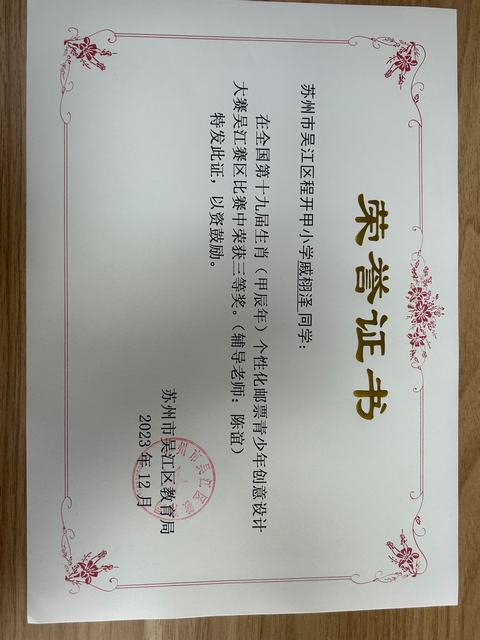 荣誉证书
苏州市吴江区程开甲小学戚栩泽同学：
在全国第十九届生肖（甲辰年）个性化邮票青少年创意设计
大赛吴江赛区比赛中荣获三等奖。（辅导老师：陈谊）
特发此证，以资鼓励。
苏州市吴江区教育局
2023年12月